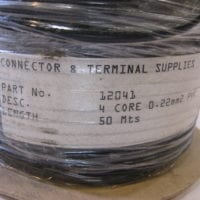 CONNECTOR & TERMINAL SUPPLIES
PART No. 12041
DESC. 4 CORE 0.22mm2
LENGTH 50 Mts